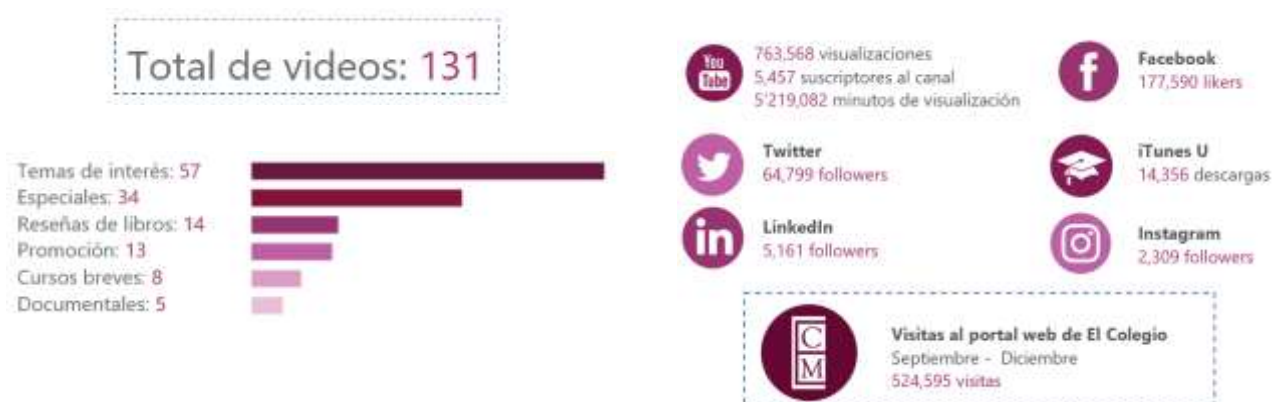 Total de videos: 131
Temas de interés: 57
Especiales: 34
Reseñas de libros: 14
Promoción: 13
Cursos breves: 8
Documentales: 5
You
Tube
763,568 visualizaciones
5,457 suscriptores al canal
5'219,082 minutos de visualización
Facebook
177,590 likers
Twitter
64,799 followers
iTunes U
14,356 descargas
in
LinkedIn
5,161 followers
Instagram
2,309 followers
C
M
Visitas al portal web de El Colegio
Septiembre - Diciembre
524,595 visitas